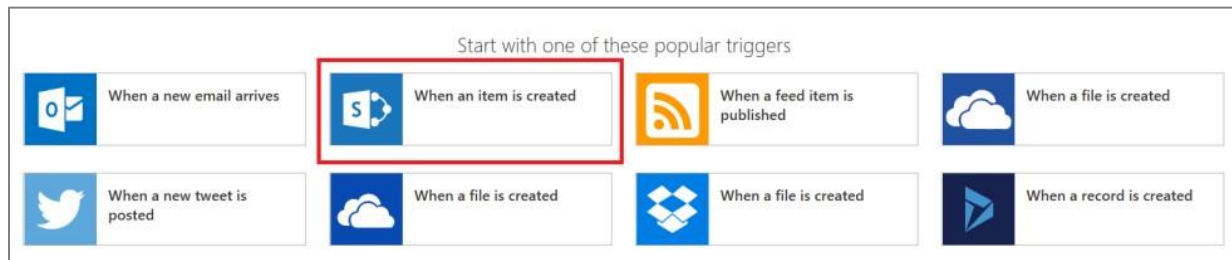 Start with one of these popular triggers
When a new email arrives
When an item is created
When a feed item is
published
When a file is created
When a new tweet is
posted
When a file is created
When a file is created
When a record is created